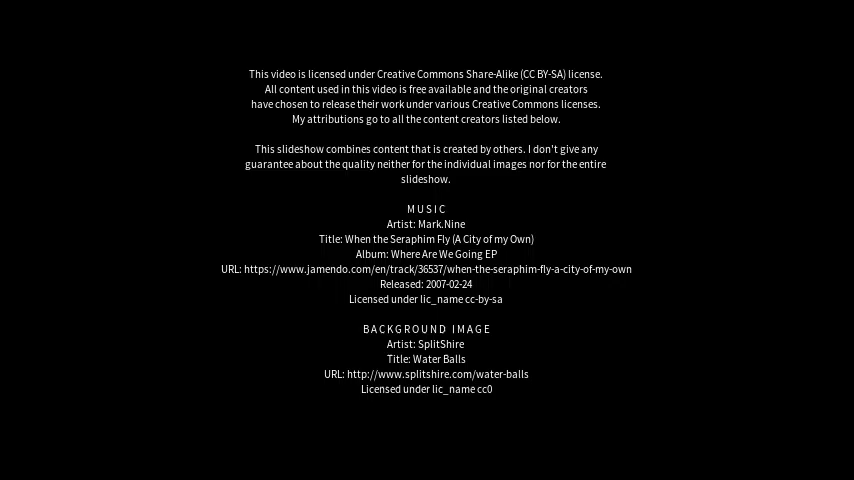 This video is licensed under Creative Commons Share-Alike (CC BY-SA) license.
All content used in this video is free available and the original creators
have chosen to release their work under various Creative Commons licenses.
My attributions go to all the content creators listed below.
This slideshow combines content that is created by others. I don't give any
guarantee about the quality neither for the individual images nor for the entire
slideshow.
MUSIC
Artist: Mark.Nine
Title: When the Seraphim Fly (A City of my Own)
Album: Where Are We Going EP
URL: https://www.jamendo.com/en/track/36537/when-the-seraphim-fly-a-city-of-my-own
Released: 2007-02-24
Licensed under lic_name cc-by-sa
BACKGROUND IMAGE
Artist: SplitShire
Title: Water Balls
URL: http://www.splitshire.com/water-balls
Licensed under lic_name cc0